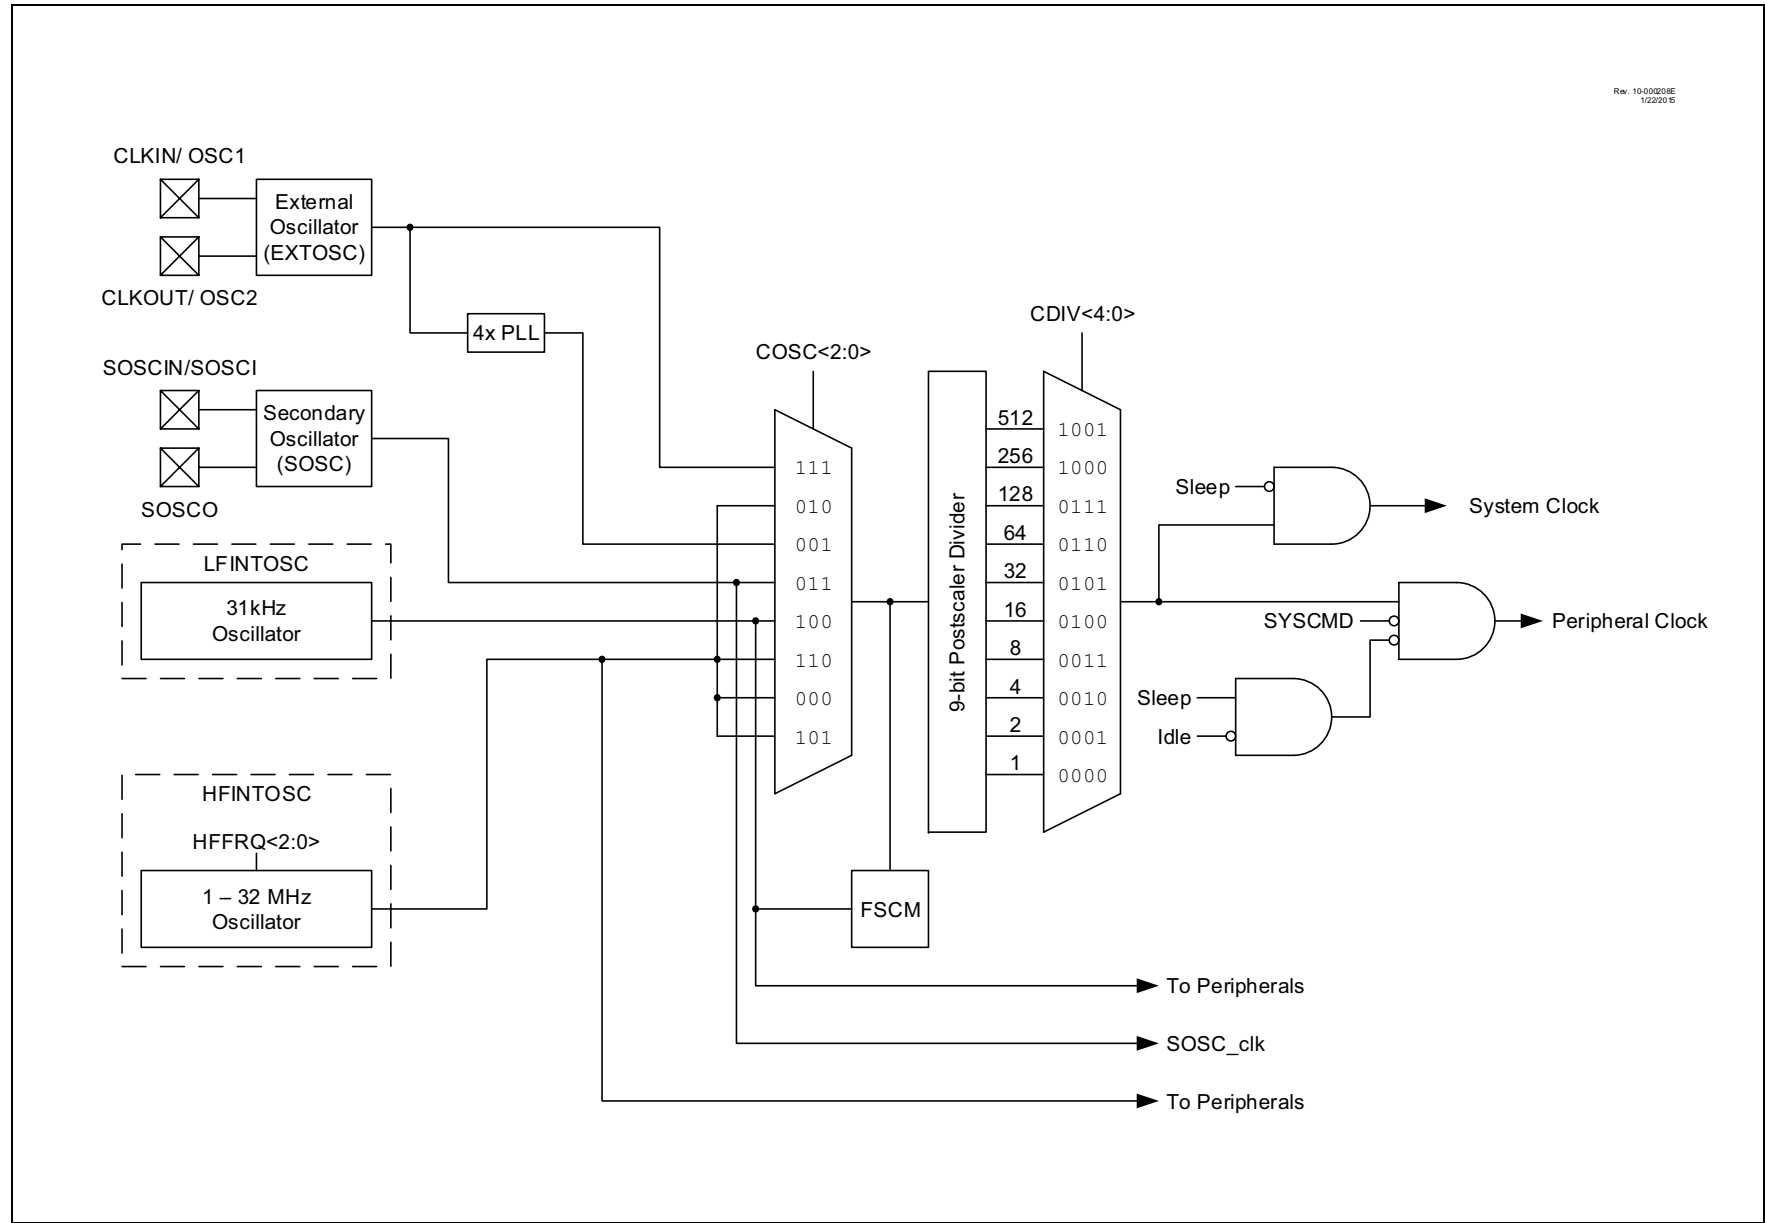 Rev. 10-000208E
1/22/2015
CLKIN/ OSC1
External
Oscillator
(EXTOSC)
CLKOUT/ OSC2
4x PLL
SOSCIN/SOSCI
Secondary
Oscillator
(SOSC)
SOSCO
LFINTOSC
31kHz
Oscillator
HFINTOSC
HFFRQ<2:0>
1 – 32 MHz
Oscillator
COSC<2:0>
111
010
001
011
100
110
000
101
FSCM
9-bit Postscaler Divider
CDIV<4:0>
512 1001
256 1000
128 0111
64 0110
32 0101
16 0100
8 0011
4 0010
2 0001
1 0000
Sleep
System Clock
SYSCMD
Peripheral Clock
Sleep
Idle
To Peripherals
SOSC_clk
To Peripherals